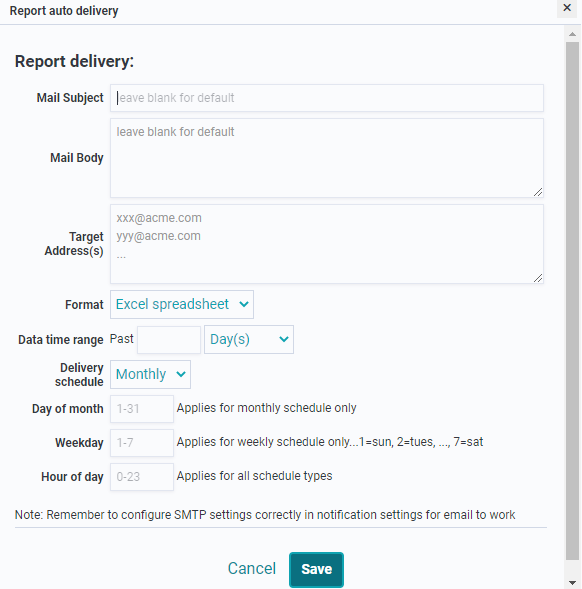 Report auto delivery
×
Report delivery:
Mail Subject leave blank for default
leave blank for default
Mail Body
xxx@acme.com
yyy@acme.com
...
Target
Address(s)
Format Excel spreadsheet
Data time range Past Day(s)
Delivery
schedule Monthly
Day of month 1-31 Applies for monthly schedule only
Weekday 1-7 Applies for weekly schedule only...1=sun, 2=tues, ..., 7=sat
Hour of day 0-23 Applies for all schedule types
Note: Remember to configure SMTP settings correctly in notification settings for email to work
Cancel Save